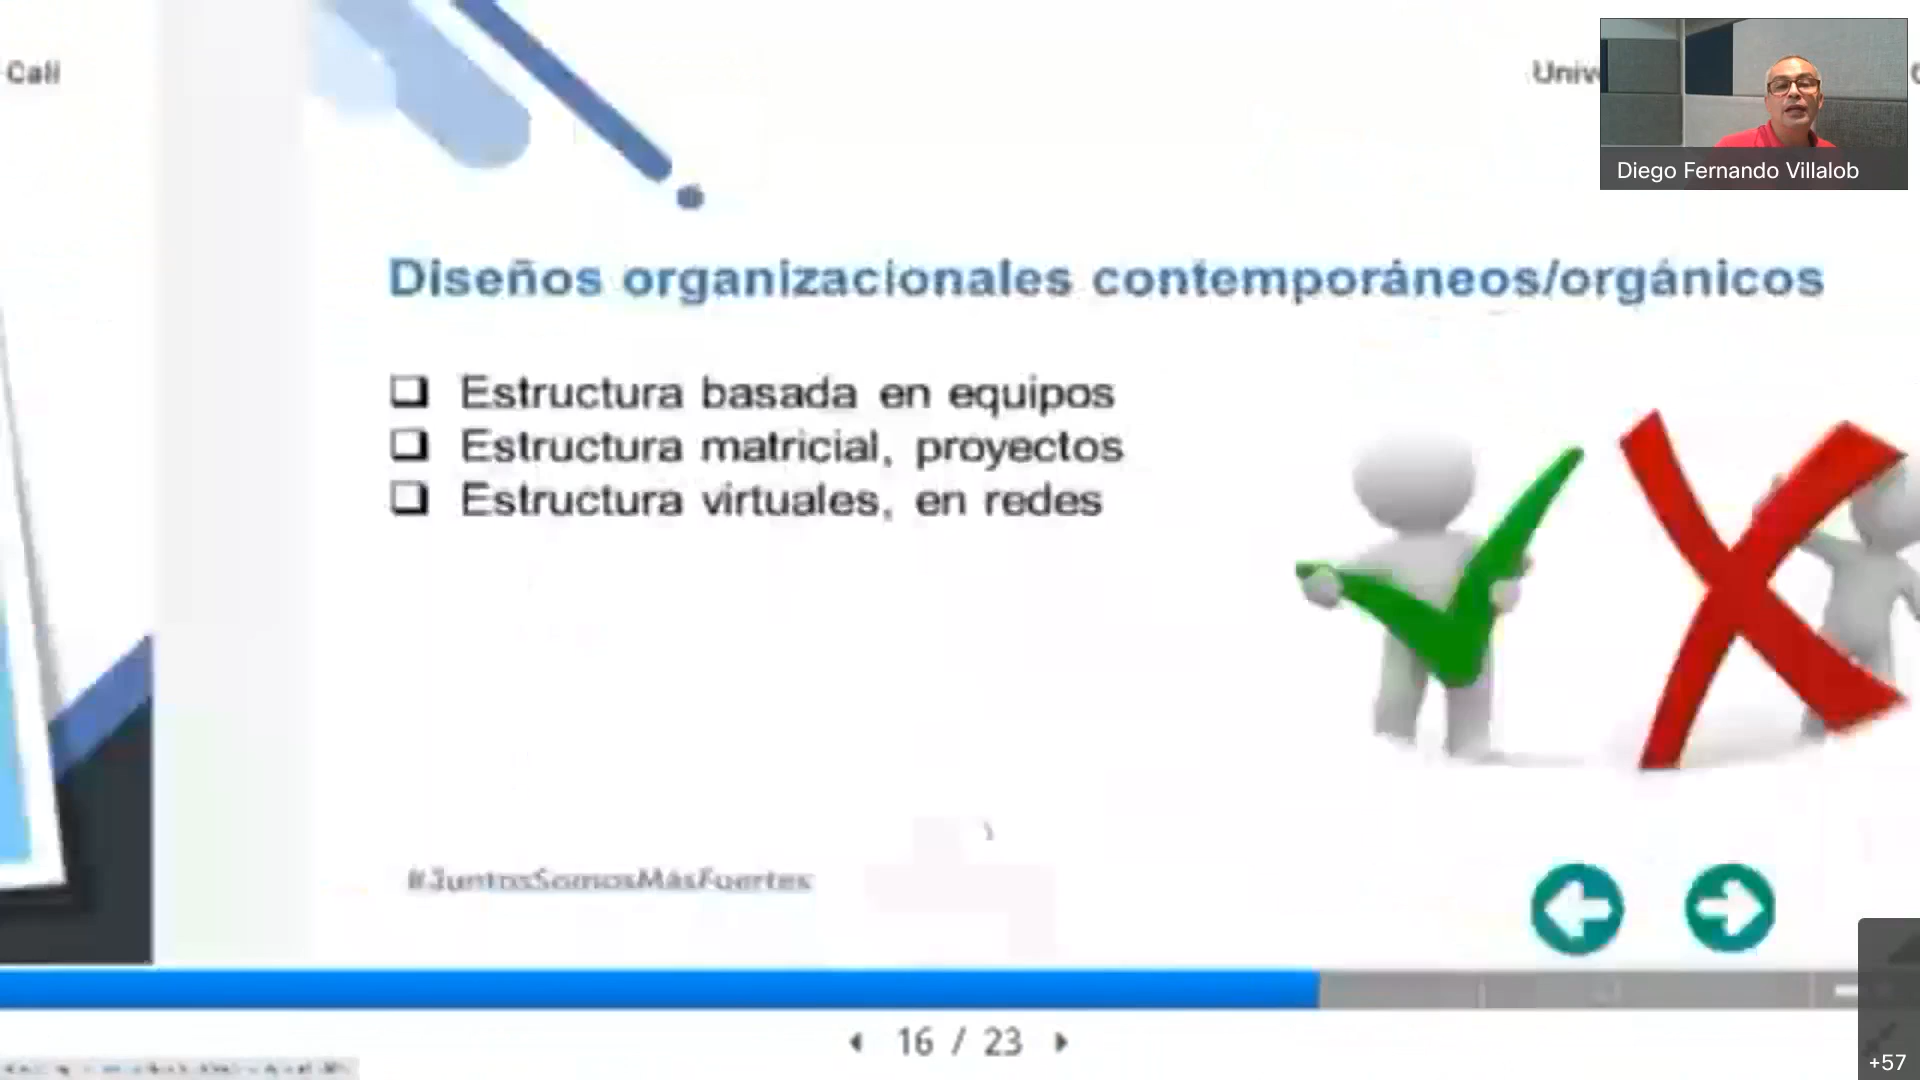 Cali
Diego Fernando Villalob
Diseños organizacionales contemporáneos/orgánicos
❑ Estructura basada en equipos
❑ Estructura matricial, proyectos
❑ Estructura virtuales, en redes
#JuntosSomosMásFuertes
16 / 23
+57